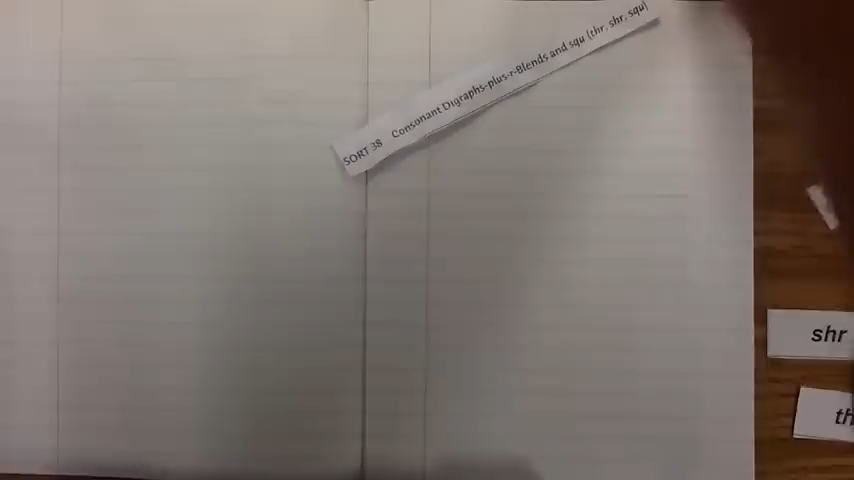 SORT 38 Consonant Digraphs-plus-r-Blends and squ (thr, shr, squ)
shr
th